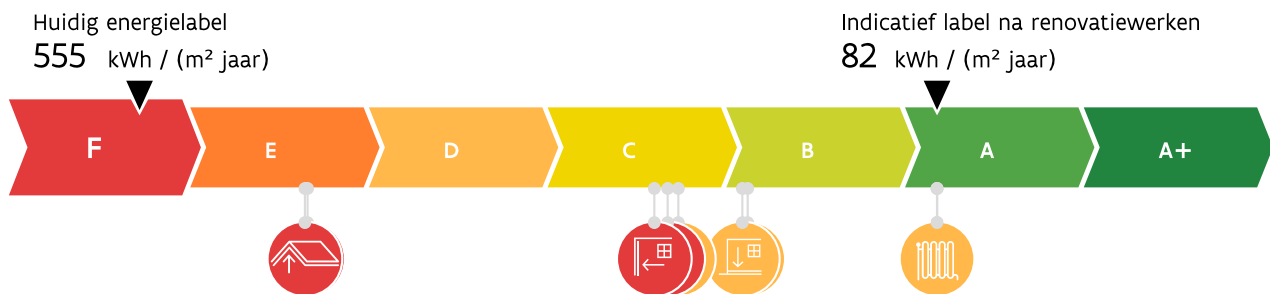 Huidig energielabel
555 kWh / (m² jaar)
Indicatief label na renovatiewerken
82 kWh / (m² jaar)
F E D C B A A+